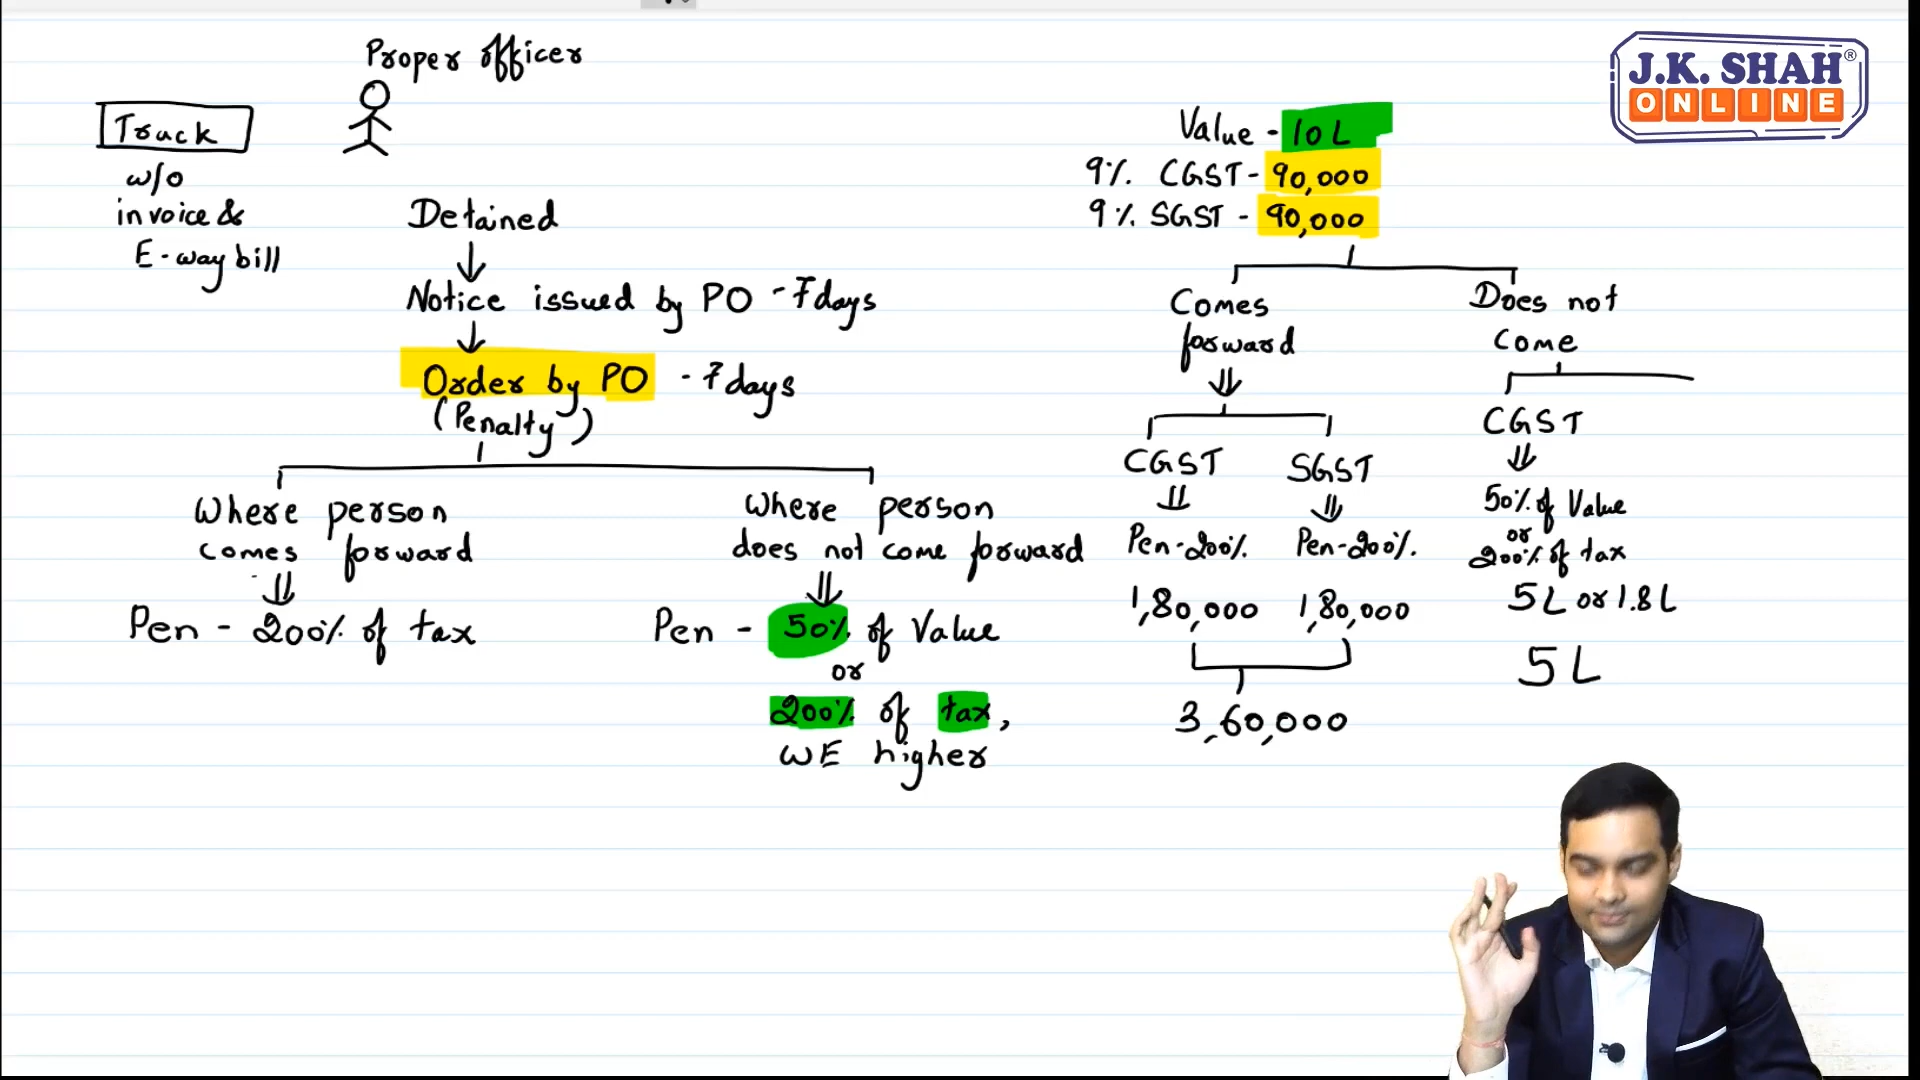 Proper officer
Truck
w/o
invoice &
E-way bill
Detained
Notice issued by PO - 7 days
Order by PO - 7 days
(Penalty)
Where person
comes forward
Pen - 200% of tax
Where person
does not come forward
Pen - 50% of Value
or
200% of tax,
WE higher
J.K. SHAH®
ONLINE
Value - 10 L
9% CGST - 90,000
9% SGST - 90,000
Comes
forward
CGST SGST
Pen-200% Pen-200%.
1,80,000 1,80,000
3,60,000
Does not
come
CGST
50% of Value
or
200% of tax
5L or 1.8L
5L